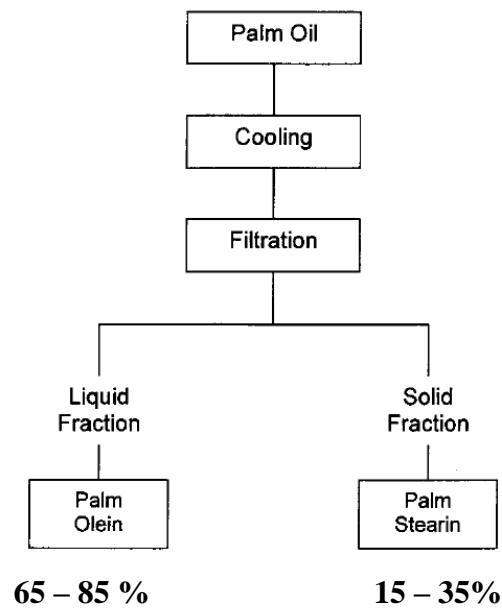 Palm Oil
Cooling
Filtration
Liquid
Fraction
Solid
Fraction
Palm
Olein
Palm
Stearin
65 – 85 %
15 – 35%